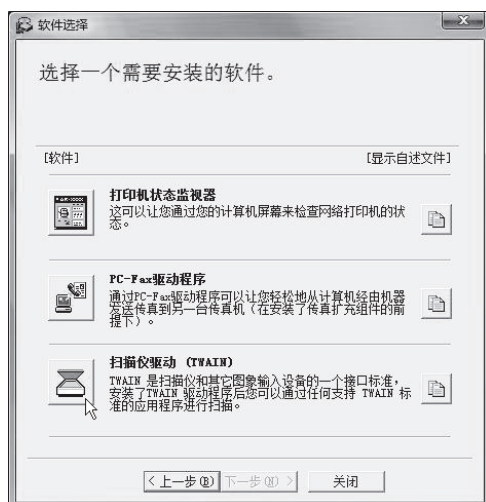 软件选择
选择一个需要安装的软件。
[软件] [显示自述文件]
打印机状态监视器
这可以让您通过您的计算机屏幕来检查网络打印机的状
态。
PC-Fax驱动程序
通过PC-Fax驱动程序可以让您轻松地从计算机经由机器
发送传真到另一台传真机（在安装了传真扩充组件的前
提下）。
扫描仪驱动 (TWAIN)
TWAIN 是扫描仪和其它图象输入设备的一个接口标准，
安装了TWAIN 驱动程序后您可以通过任何支持 TWAIN 标
准的应用程序进行扫描。
< 上一步(B) 下一步(N) > 关闭